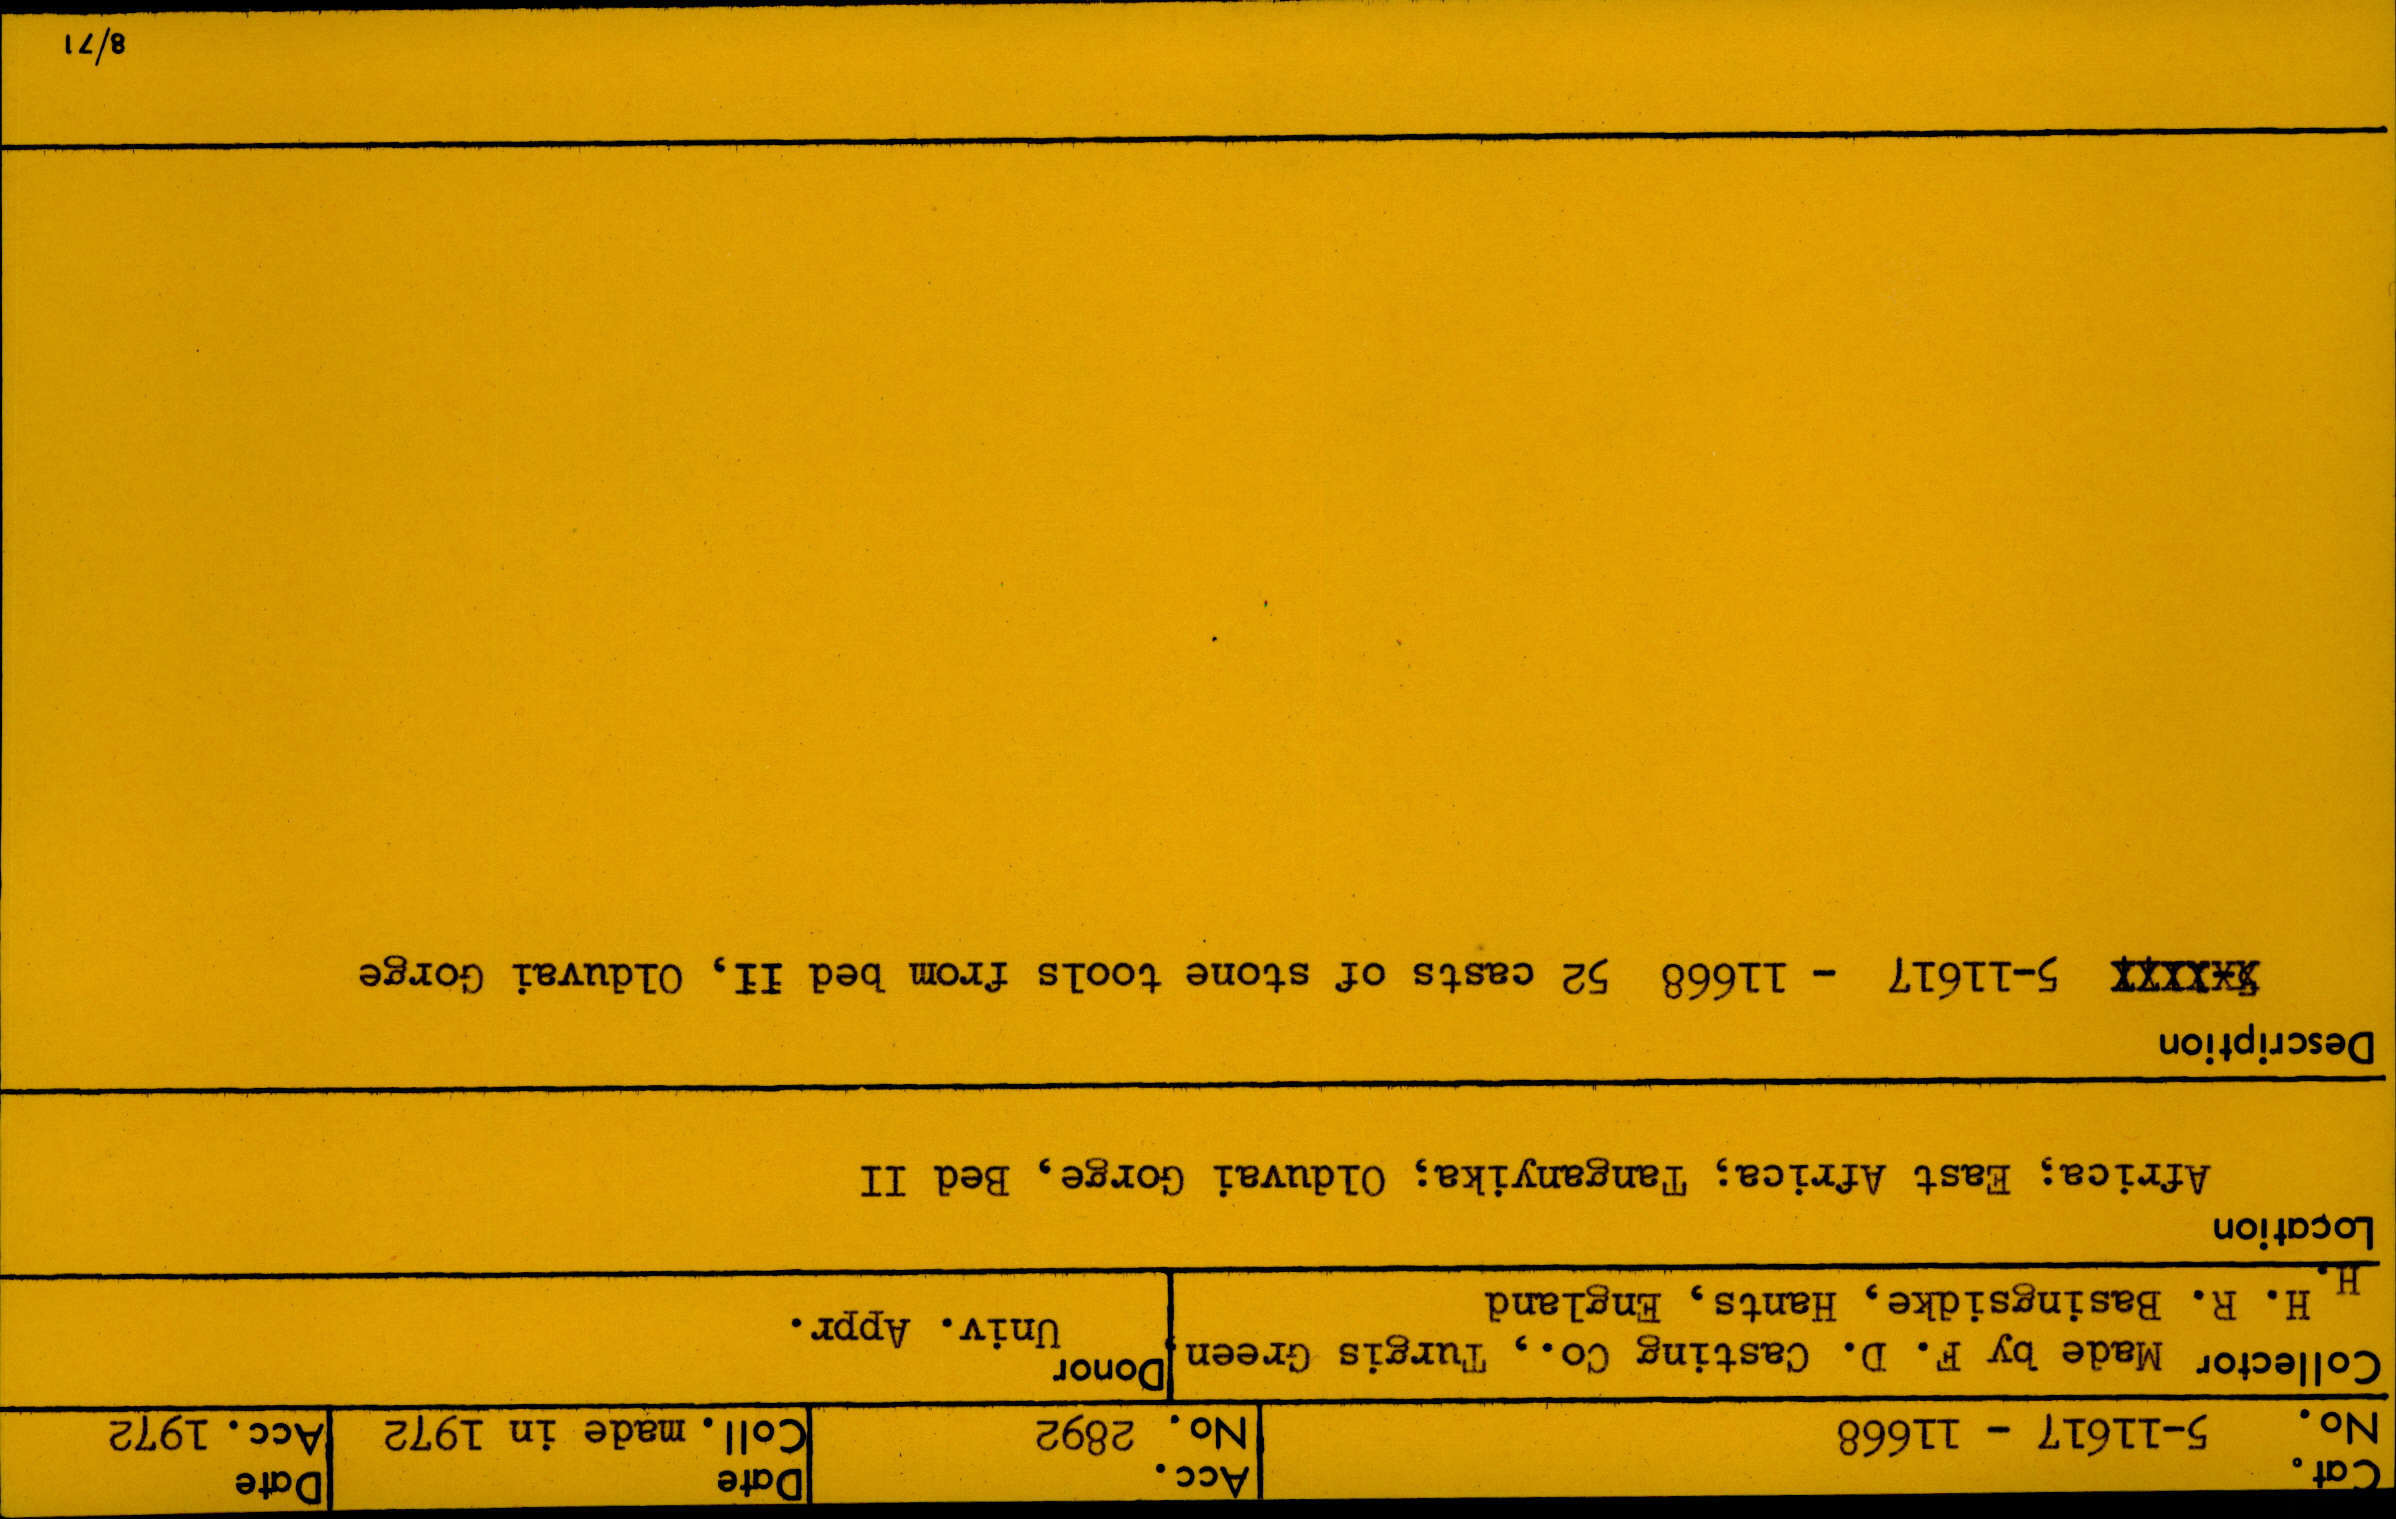 Cat. No. 5-11617 - 11668
Acc. No. 2892
Date Coll. made in 1972
Date Acc. 1972
Collector Made by F. D. Casting Co., Turgis Green,
H. H. R. Basingsidke, Hants, England
Donor
Univ. Appr.
Location
Africa; East Africa; Tanganyika; Olduvai Gorge, Bed II
Description
5-11617 - 11668 52 casts of stone tools from bed II, Olduvai Gorge
8/71